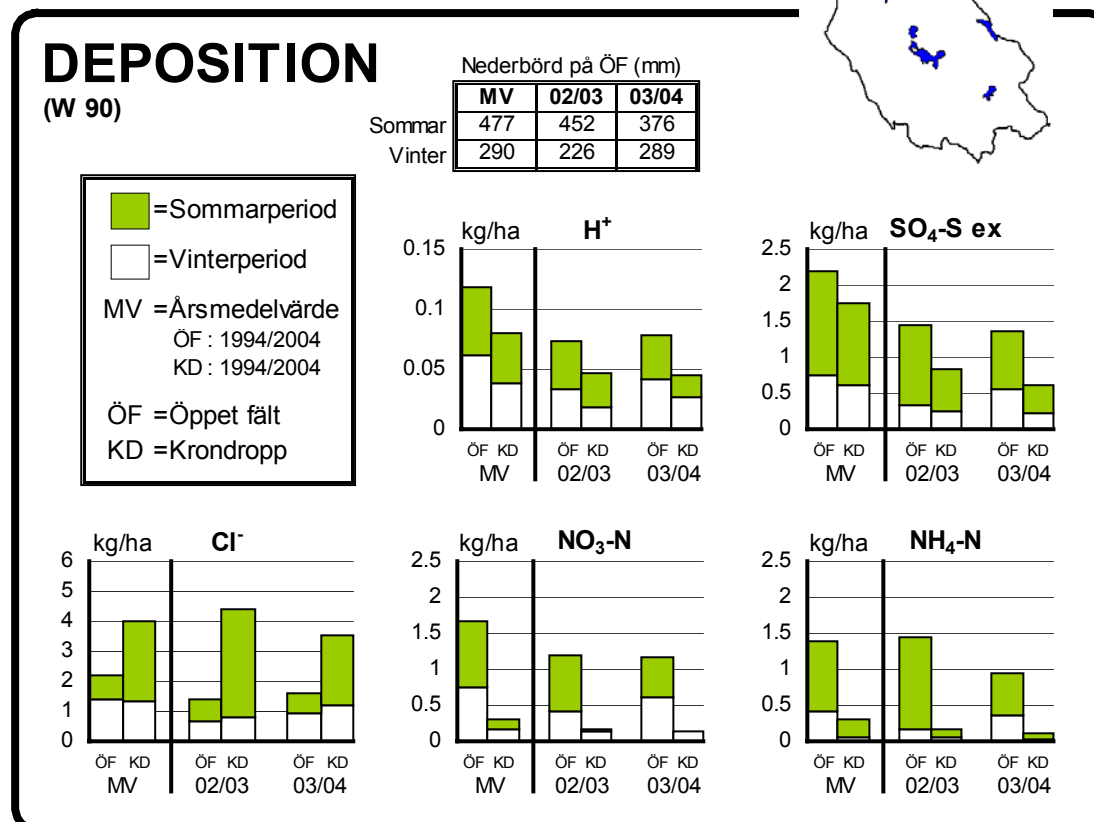 DEPOSITION
(W 90)
Nederbörd på ÖF (mm)
MV 02/03 03/04
Sommar 477 452 376
Vinter 290 226 289
=Sommarperiod
=Vinterperiod
MV =Årsmedelvärde
ÖF : 1994/2004
KD : 1994/2004
ÖF =Öppet fält
KD =Krondropp
kg/ha H+
0.15
0.1
0.05
0
ÖF KD ÖF KD ÖF KD
MV 02/03 03/04
kg/ha SO4-S ex
2.5
2
1.5
1
0.5
0
ÖF KD ÖF KD ÖF KD
MV 02/03 03/04
kg/ha Cl-
6
5
4
3
2
1
0
ÖF KD ÖF KD ÖF KD
MV 02/03 03/04
kg/ha NO3-N
2.5
2
1.5
1
0.5
0
ÖF KD ÖF KD ÖF KD
MV 02/03 03/04
kg/ha NH4-N
2.5
2
1.5
1
0.5
0
ÖF KD ÖF KD ÖF KD
MV 02/03 03/04